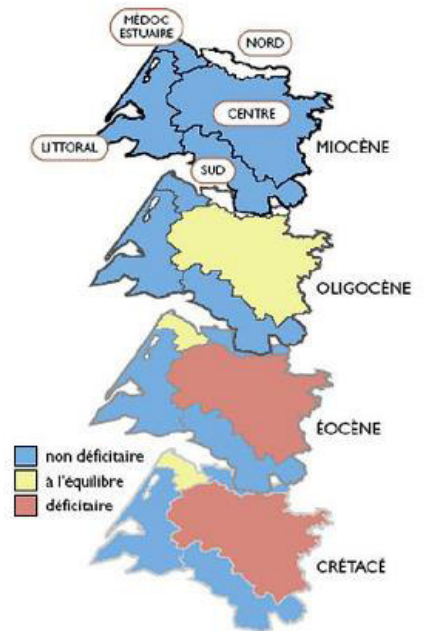 MÉDOC
ESTUAIRE
NORD
CENTRE
LITTORAL
MIOCÈNE
SUD
OLIGOCÈNE
ÉOCÈNE
non déficitaire
à l'équilibre
déficitaire
CRÉTACÉ